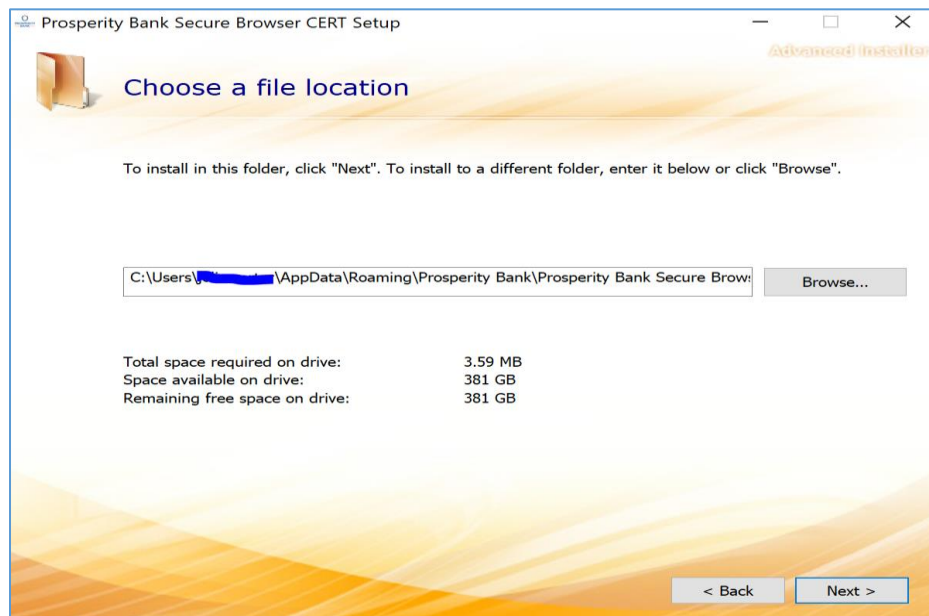 Prosperity Bank Secure Browser CERT Setup
Advanced Installer
Choose a file location
To install in this folder, click "Next". To install to a different folder, enter it below or click "Browse".
C:\Users\ \AppData\Roaming\Prosperity Bank\Prosperity Bank Secure Brows
Browse...
Total space required on drive: 3.59 MB
Space available on drive: 381 GB
Remaining free space on drive: 381 GB
< Back Next >